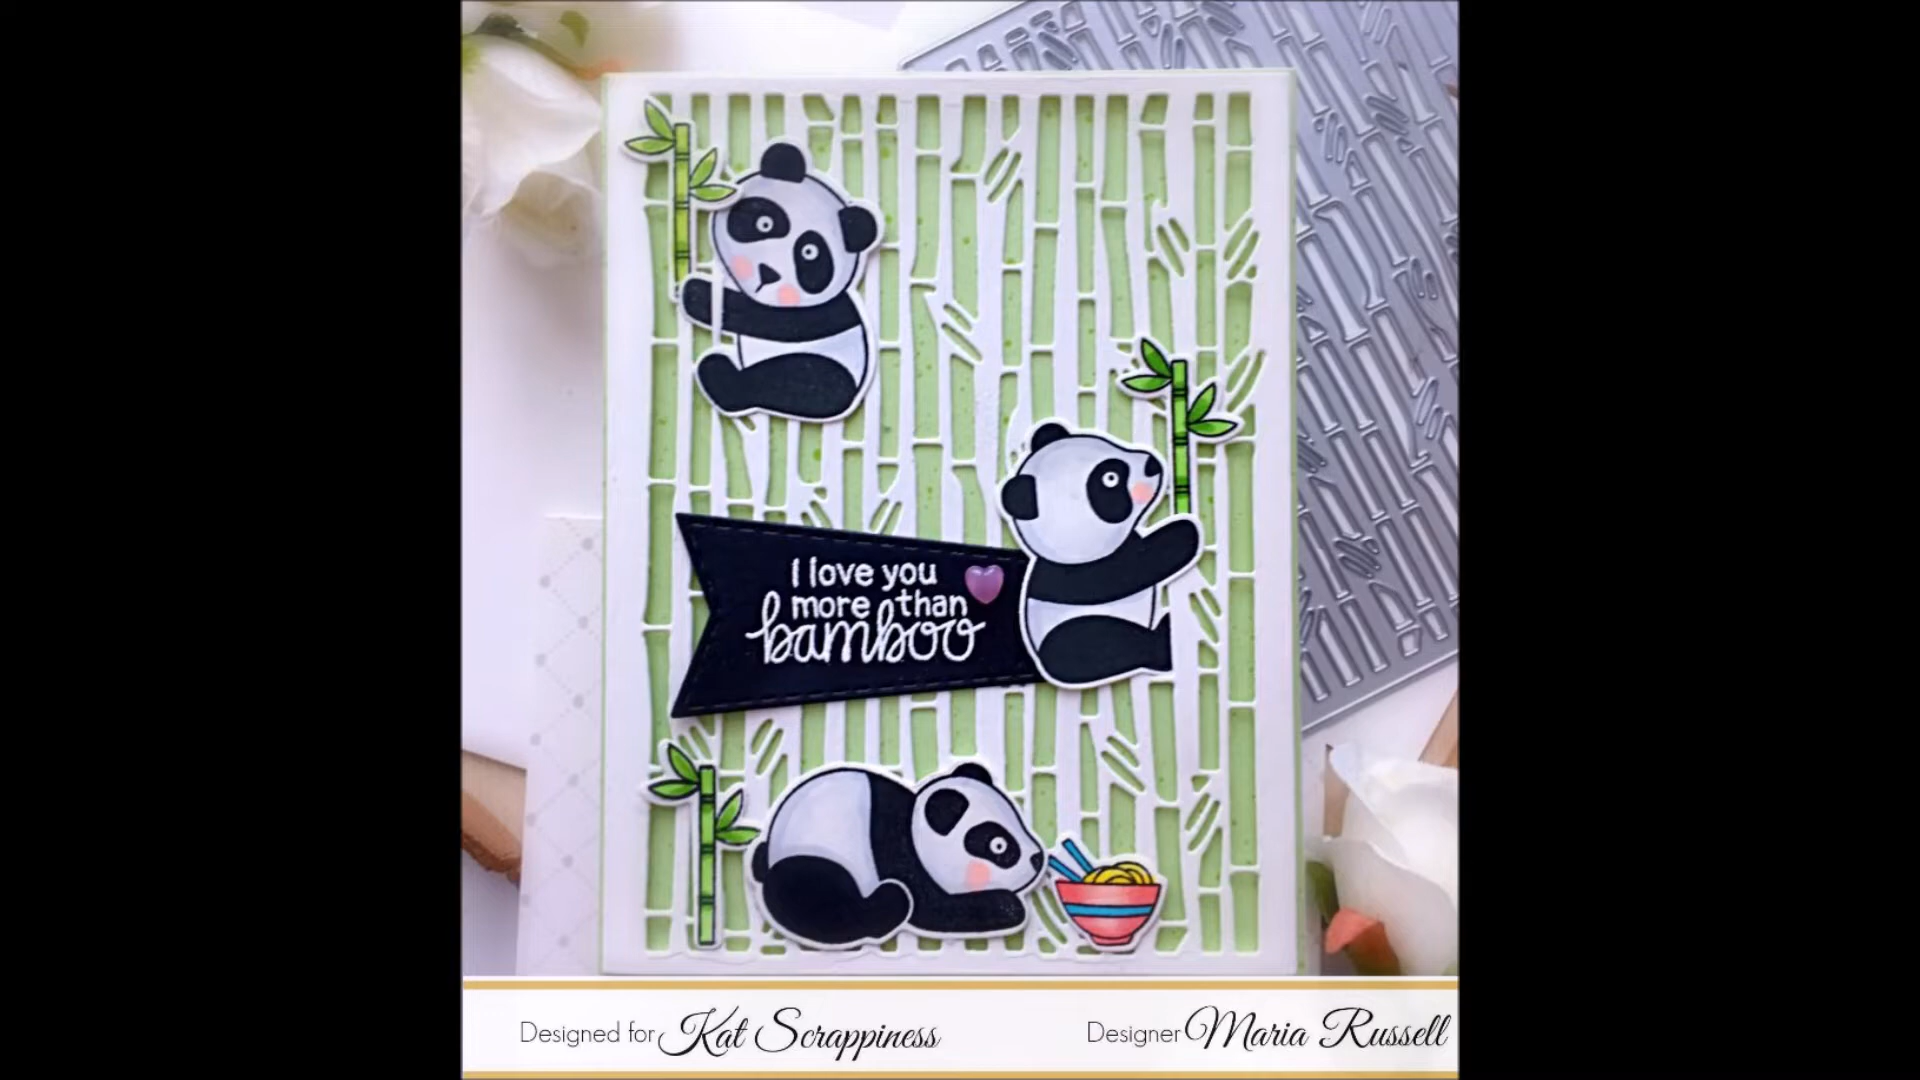 I love you
more than
bamboo
Designed for Kat Scrappiness
Designer Maria Russell